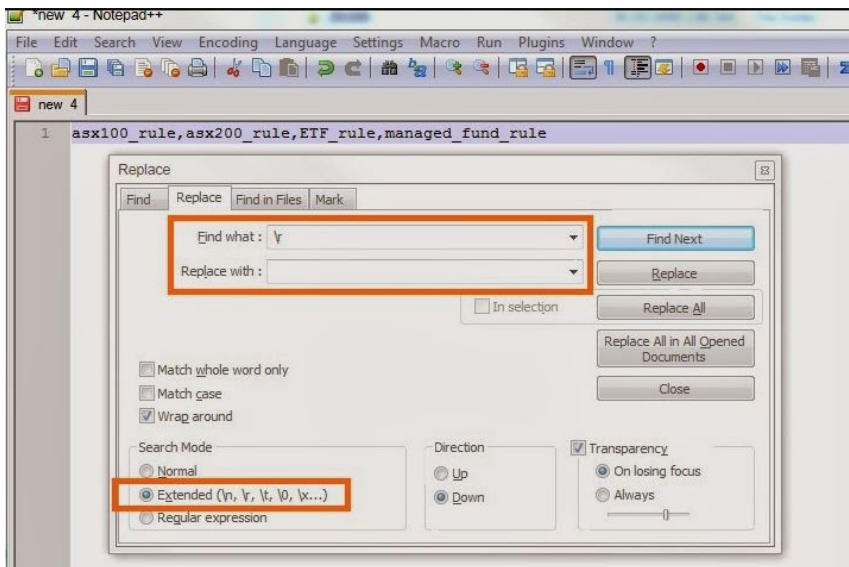 *new 4 - Notepad++
File Edit Search View Encoding Language Settings Macro Run Plugins Window ?
new 4
1 asx100_rule,asx200_rule,ETF_rule,managed_fund_rule
Replace
Find Replace Find in Files Mark
Find what : \r
Find Next
Replace with :
Replace
In selection
Replace All
Replace All in All Opened
Documents
Match whole word only
Close
Match case
Wrap around
Search Mode
Direction
Transparency
Normal
Up
On losing focus
Extended (\n, \r, \t, \0, \x...)
Down
Always
Regular expression